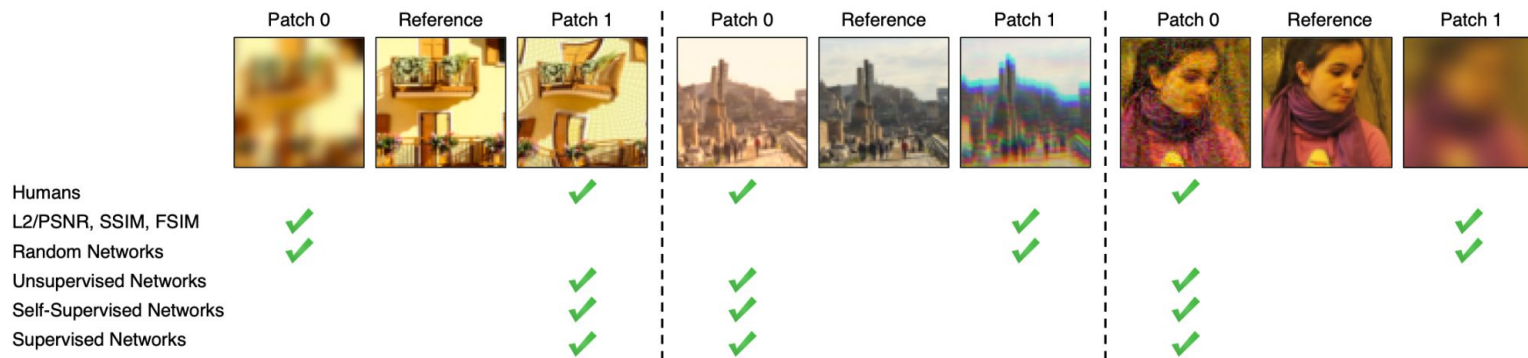 Patch 0 Reference Patch 1 Patch 0 Reference Patch 1 Patch 0 Reference Patch 1
Humans
L2/PSNR, SSIM, FSIM
Random Networks
Unsupervised Networks
Self-Supervised Networks
Supervised Networks